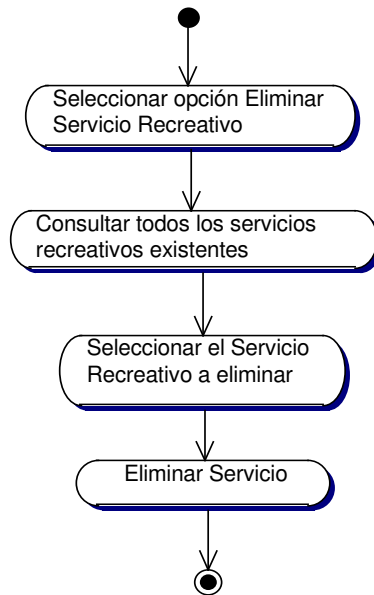 Seleccionar opción Eliminar
Servicio Recreativo
Consultar todos los servicios
recreativos existentes
Seleccionar el Servicio
Recreativo a eliminar
Eliminar Servicio